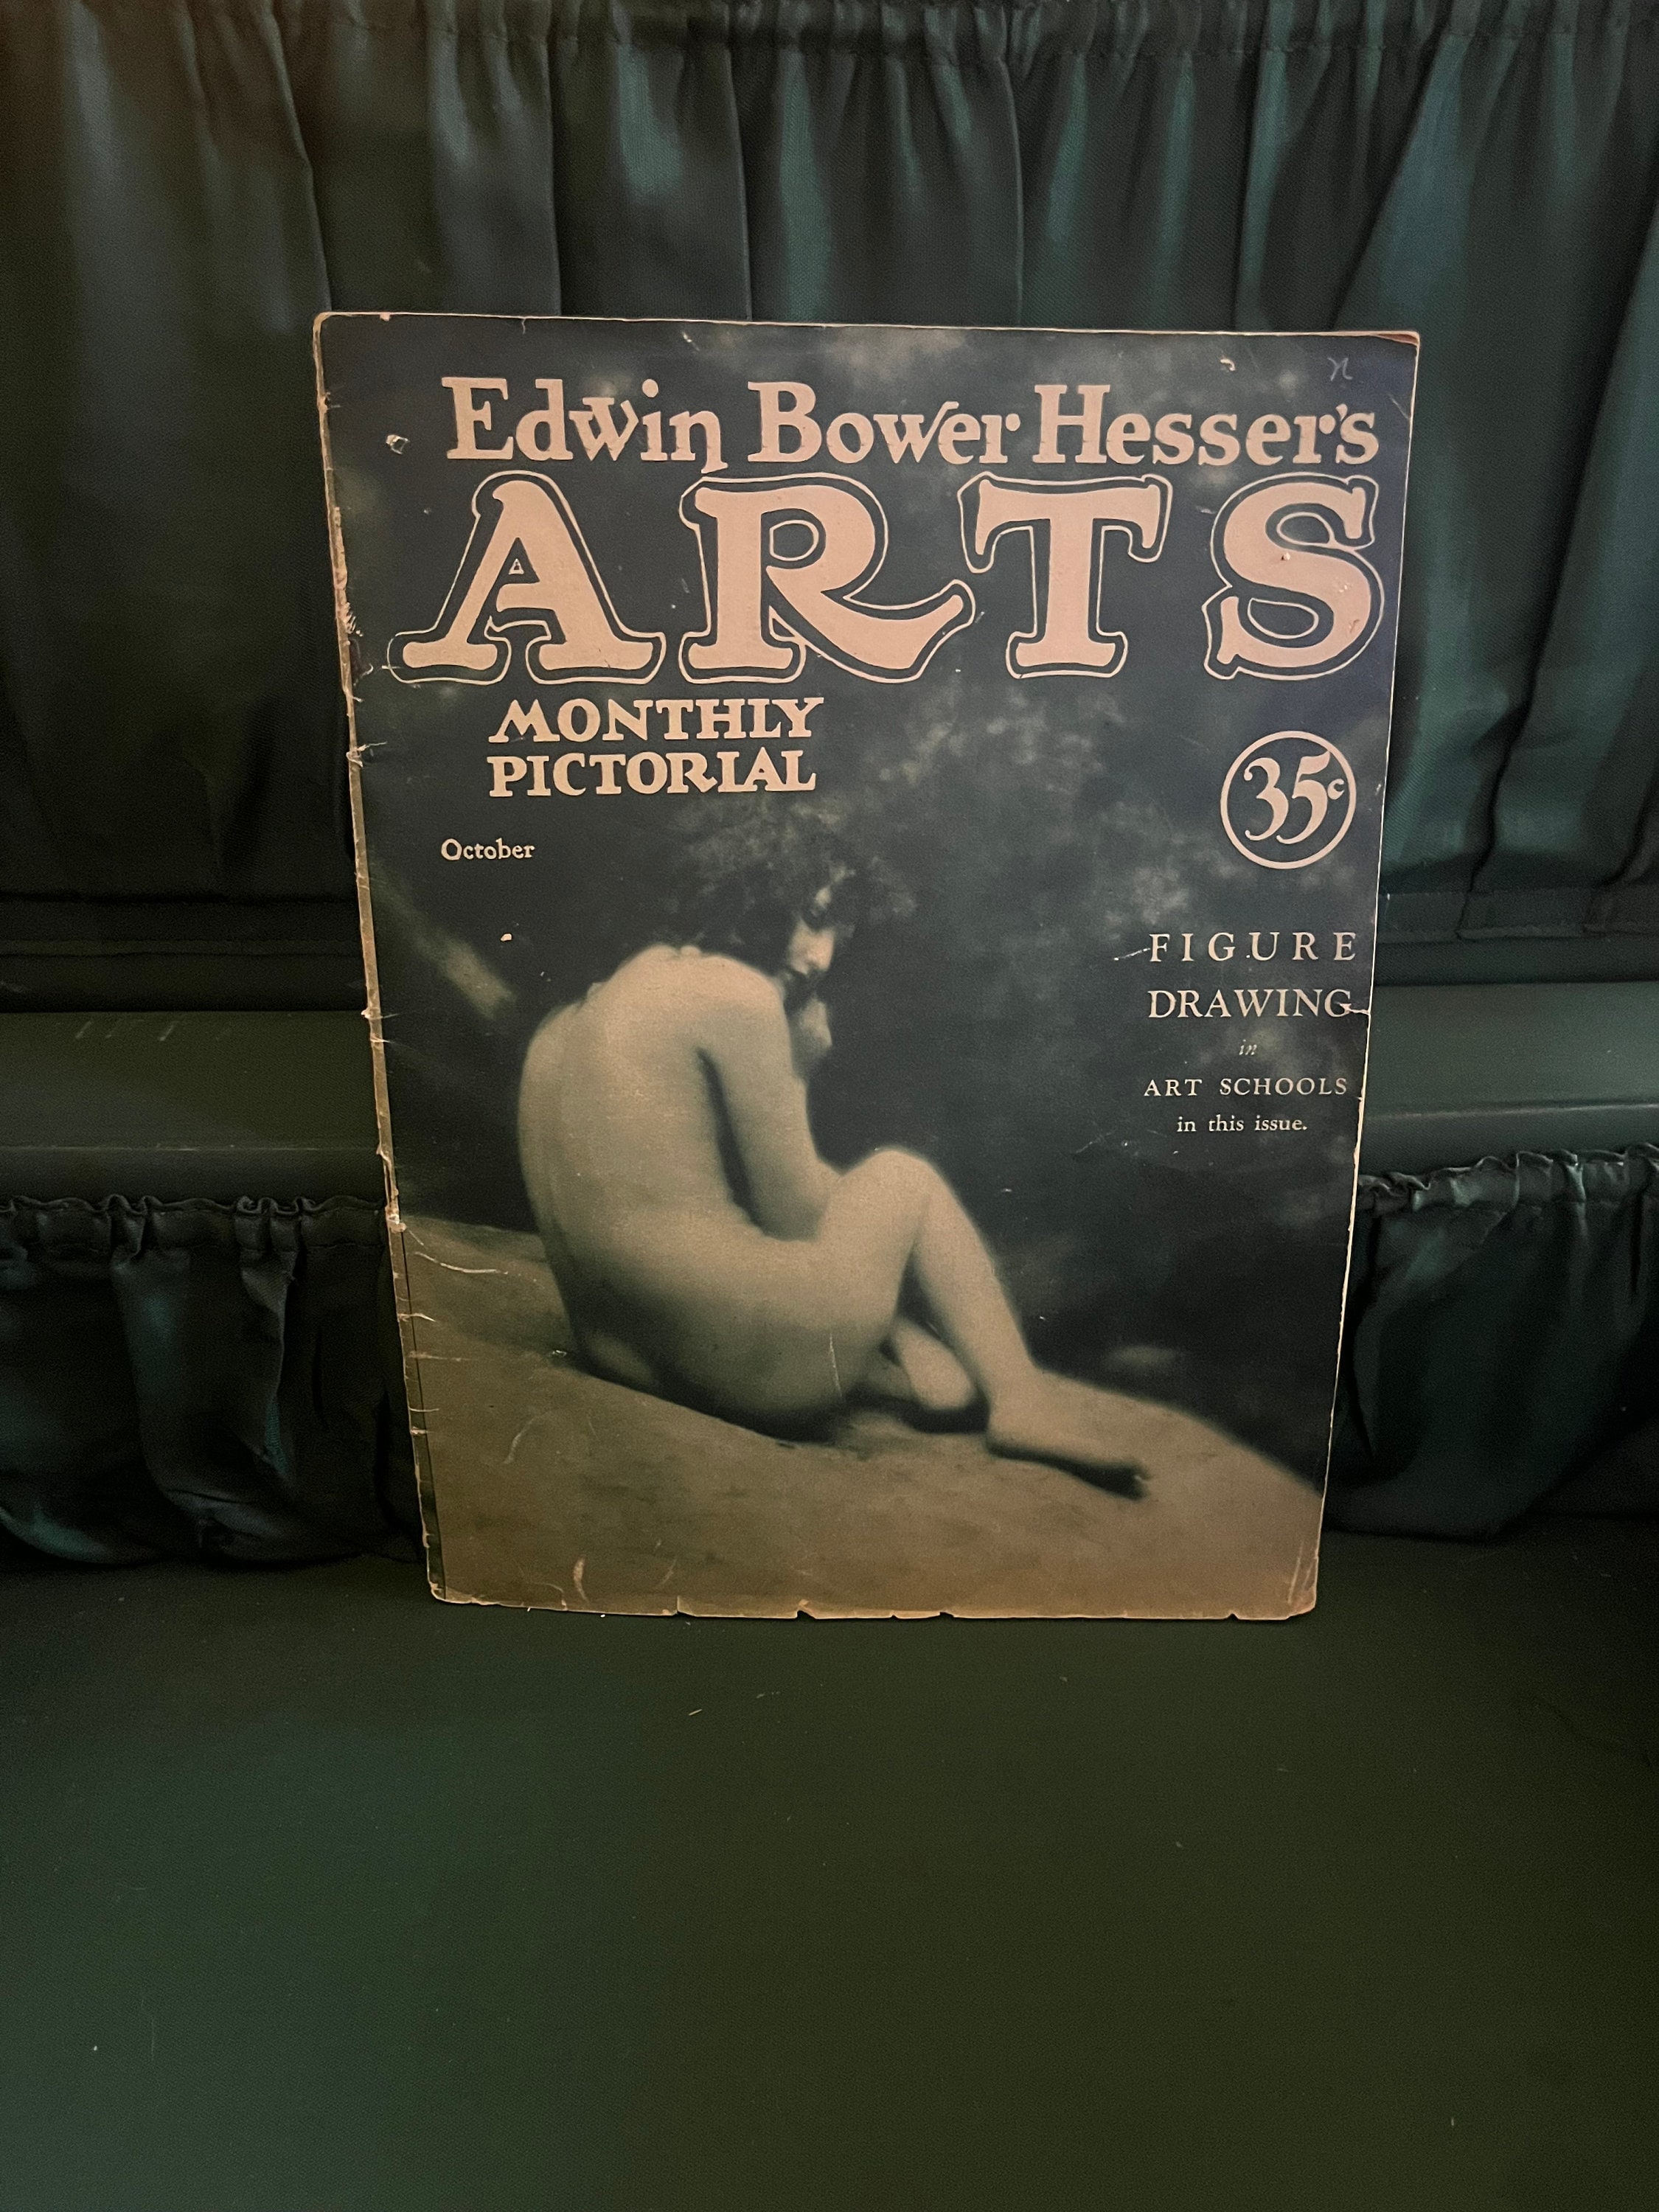 Edwin Bower Hesser's
ARTS
MONTHLY
PICTORIAL
35c
October
FIGURE
DRAWING
in
ART SCHOOLS
in this issue.